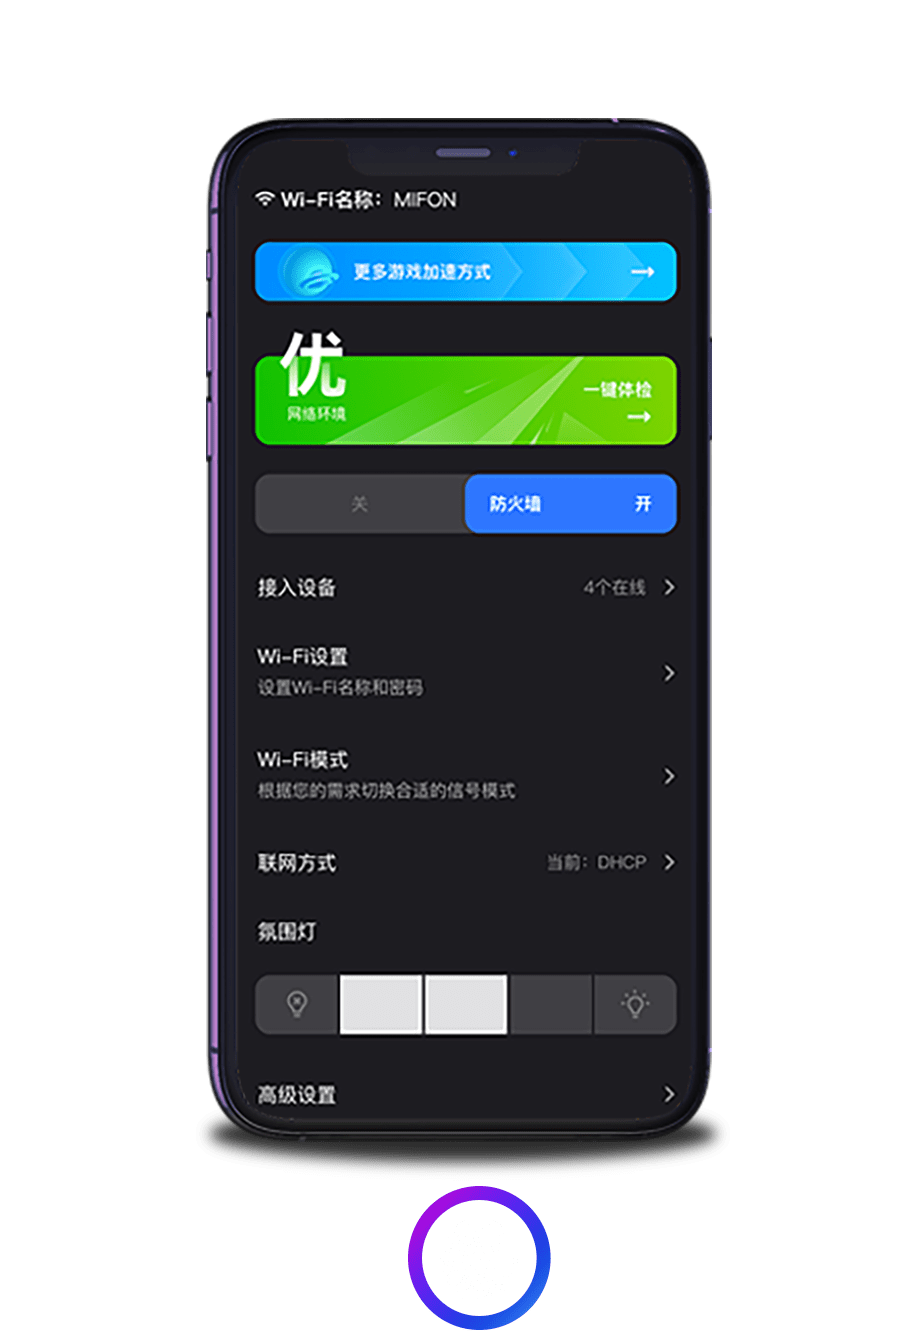 Wi-Fi名称：MIFON
更多游戏加速方式
优
网络环境
一键体检
关
防火墙 开
接入设备 4个在线
Wi-Fi设置
设置Wi-Fi名称和密码
Wi-Fi模式
根据您的需求切换合适的信号模式
联网方式 当前：DHCP
氛围灯
高级设置